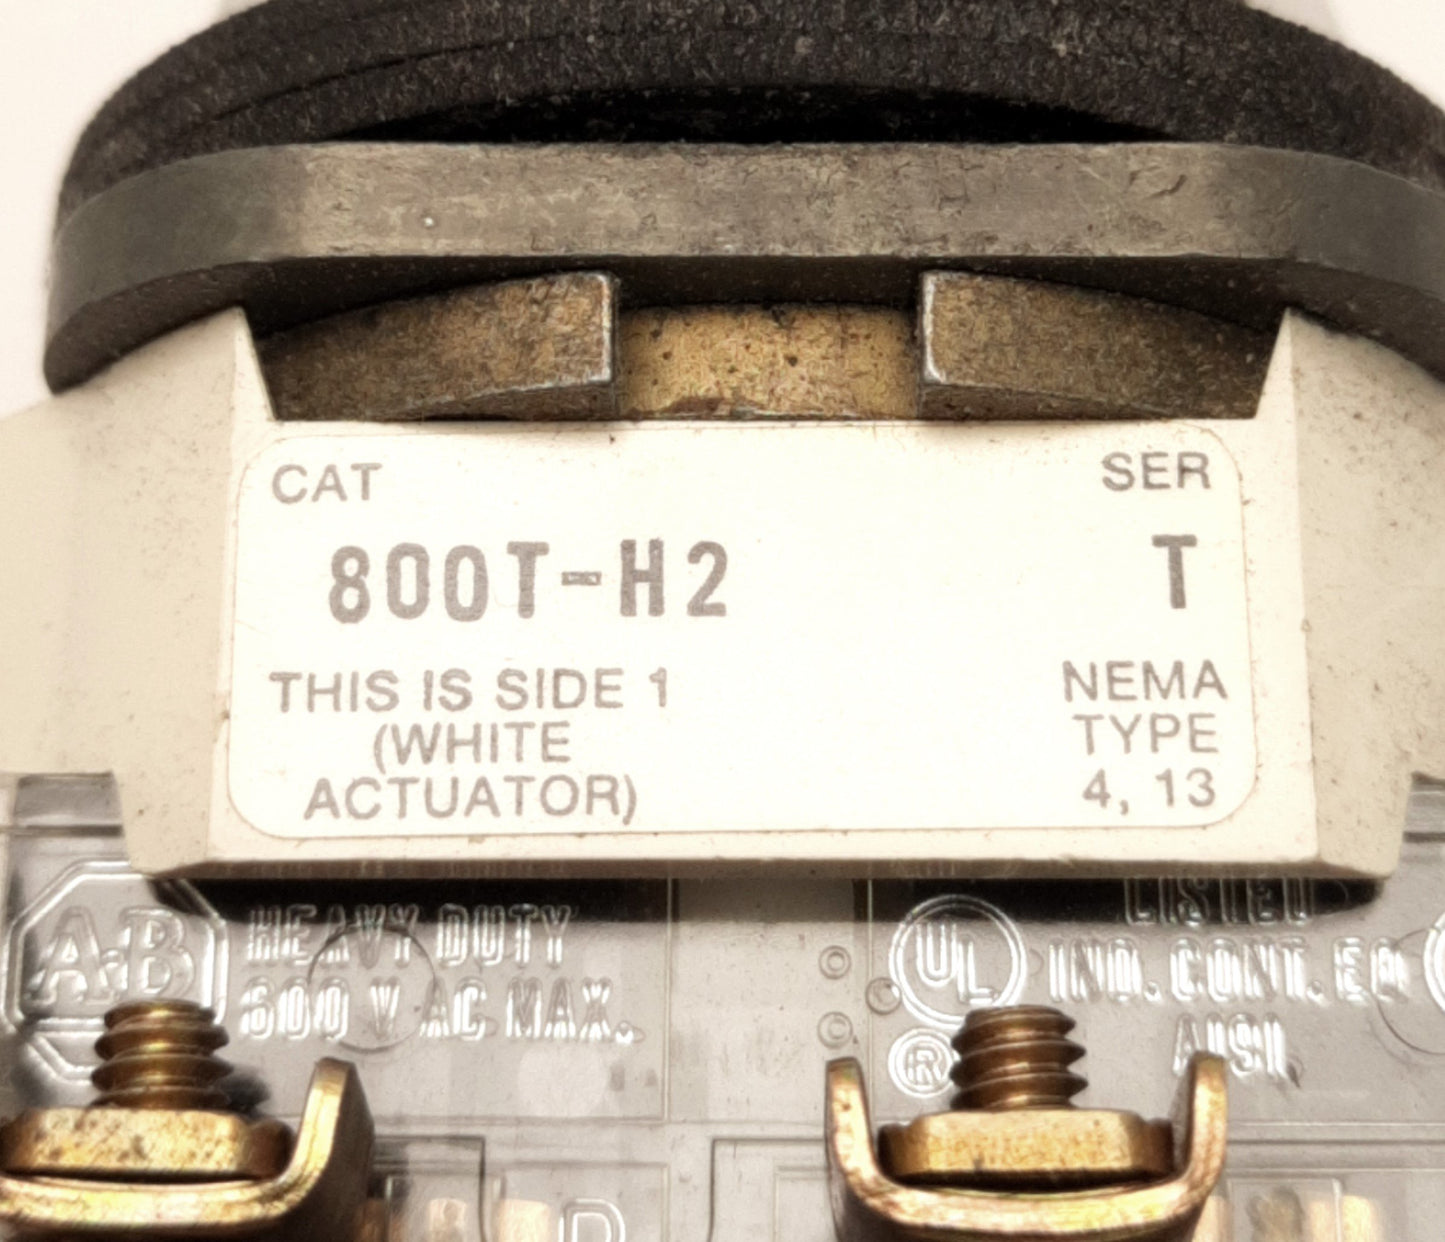 CAT SER
800T-H2 T
THIS IS SIDE 1 NEMA
(WHITE TYPE
ACTUATOR) 4, 13
A-B HEAVY DUTY UL LISTED
600 V AC MAX. IND. CONT. EQ
®